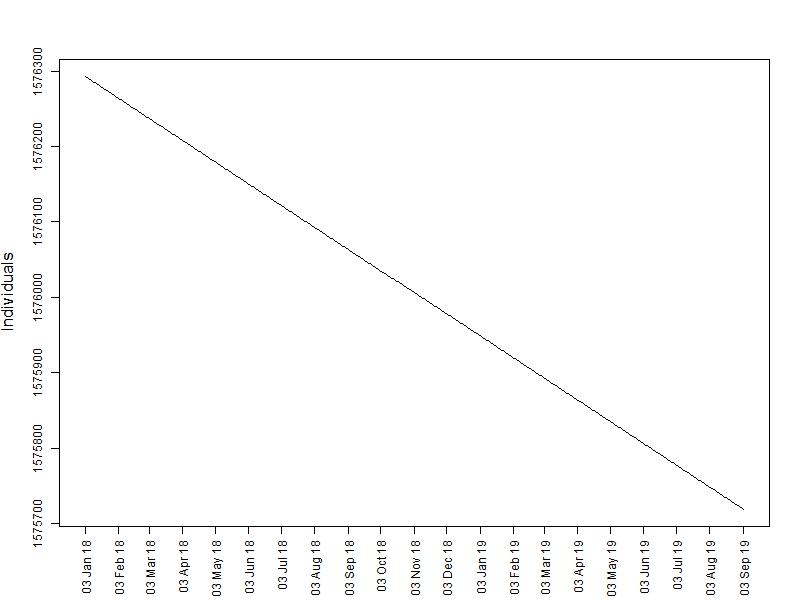 Individuals
1576300
1576200
1576100
1576000
1575900
1575800
1575700
03 Jan 18
03 Feb 18
03 Mar 18
03 Apr 18
03 May 18
03 Jun 18
03 Jul 18
03 Aug 18
03 Sep 18
03 Oct 18
03 Nov 18
03 Dec 18
03 Jan 19
03 Feb 19
03 Mar 19
03 Apr 19
03 May 19
03 Jun 19
03 Jul 19
03 Aug 19
03 Sep 19